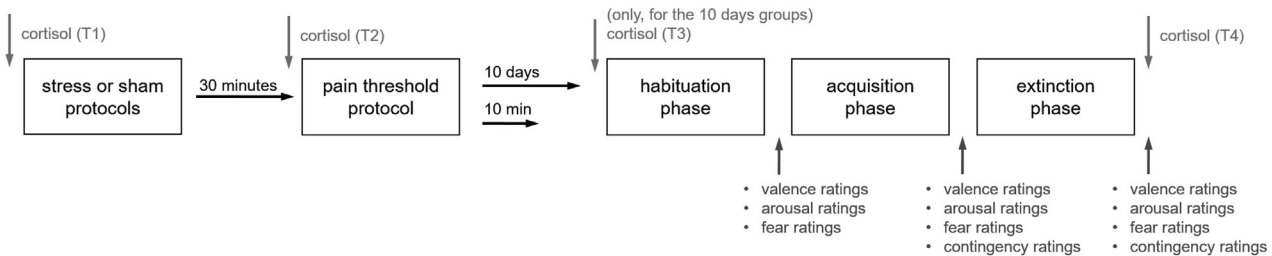 cortisol (T1)
stress or sham
protocols
30 minutes
cortisol (T2)
pain threshold
protocol
10 days
10 min
(only, for the 10 days groups)
cortisol (T3)
habituation
phase
acquisition
phase
extinction
phase
cortisol (T4)
• valence ratings
• arousal ratings
• fear ratings
• valence ratings
• arousal ratings
• fear ratings
• contingency ratings
• valence ratings
• arousal ratings
• fear ratings
• contingency ratings